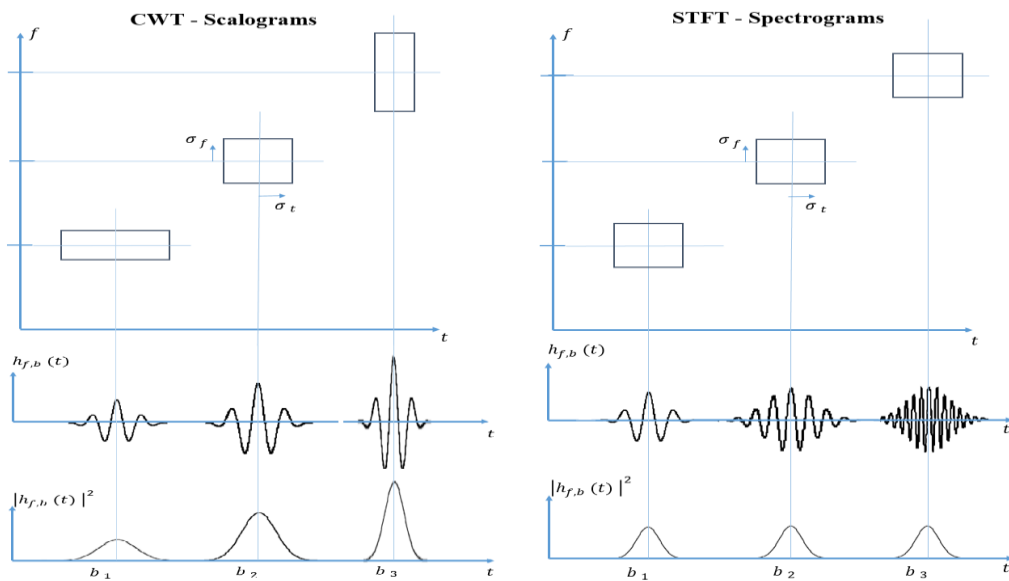 CWT - Scalograms
f
σ f
σ t
t
h f,b (t)
t
|h f,b (t) | 2
t
b 1
b 2
b 3
STFT - Spectrograms
f
σ f
σ t
t
h f,b (t)
t
|h f,b (t) | 2
t
b 1
b 2
b 3